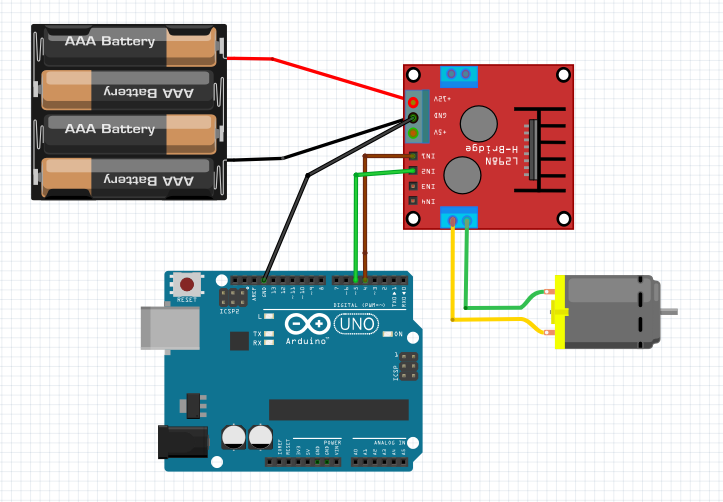 AAA Battery
AAA Battery
AAA Battery
AAA Battery
+12V
GND
+5V
IN1
IN2
IN3
IN4
L298N
H-Bridge
RESET
ICSP2
AREF
GND
13
12
~11
~10
~9
8
7
~6
~5
4
~3
2
TX0▸1
RX0◂0
DIGITAL (PWM=~)
L
TX
RX
UNO
ON
Arduino™
1
ICSP
POWER
ANALOG IN
IOREF
RESET
3V3
5V
GND
GND
VIN
A0
A1
A2
A3
A4
A5